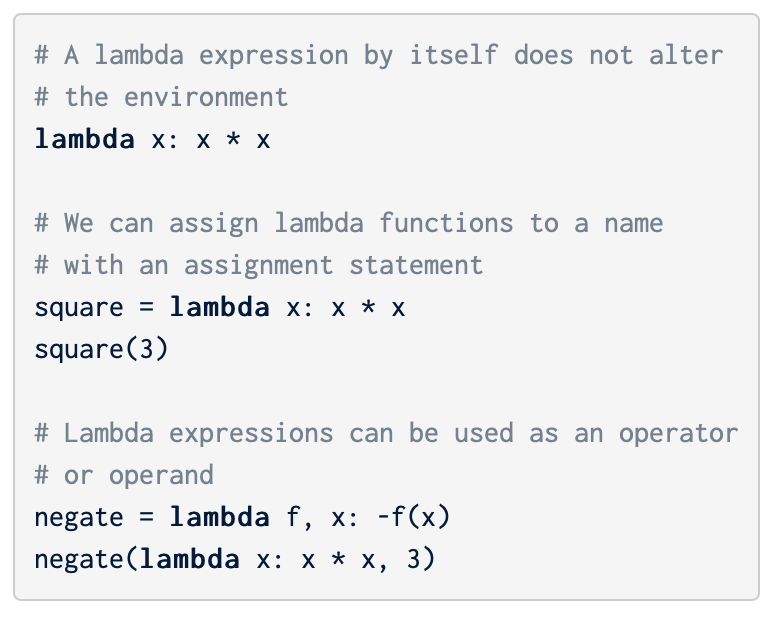 # A lambda expression by itself does not alter
# the environment
lambda x: x * x
# We can assign lambda functions to a name
# with an assignment statement
square = lambda x: x * x
square(3)
# Lambda expressions can be used as an operator
# or operand
negate = lambda f, x: -f(x)
negate(lambda x: x * x, 3)